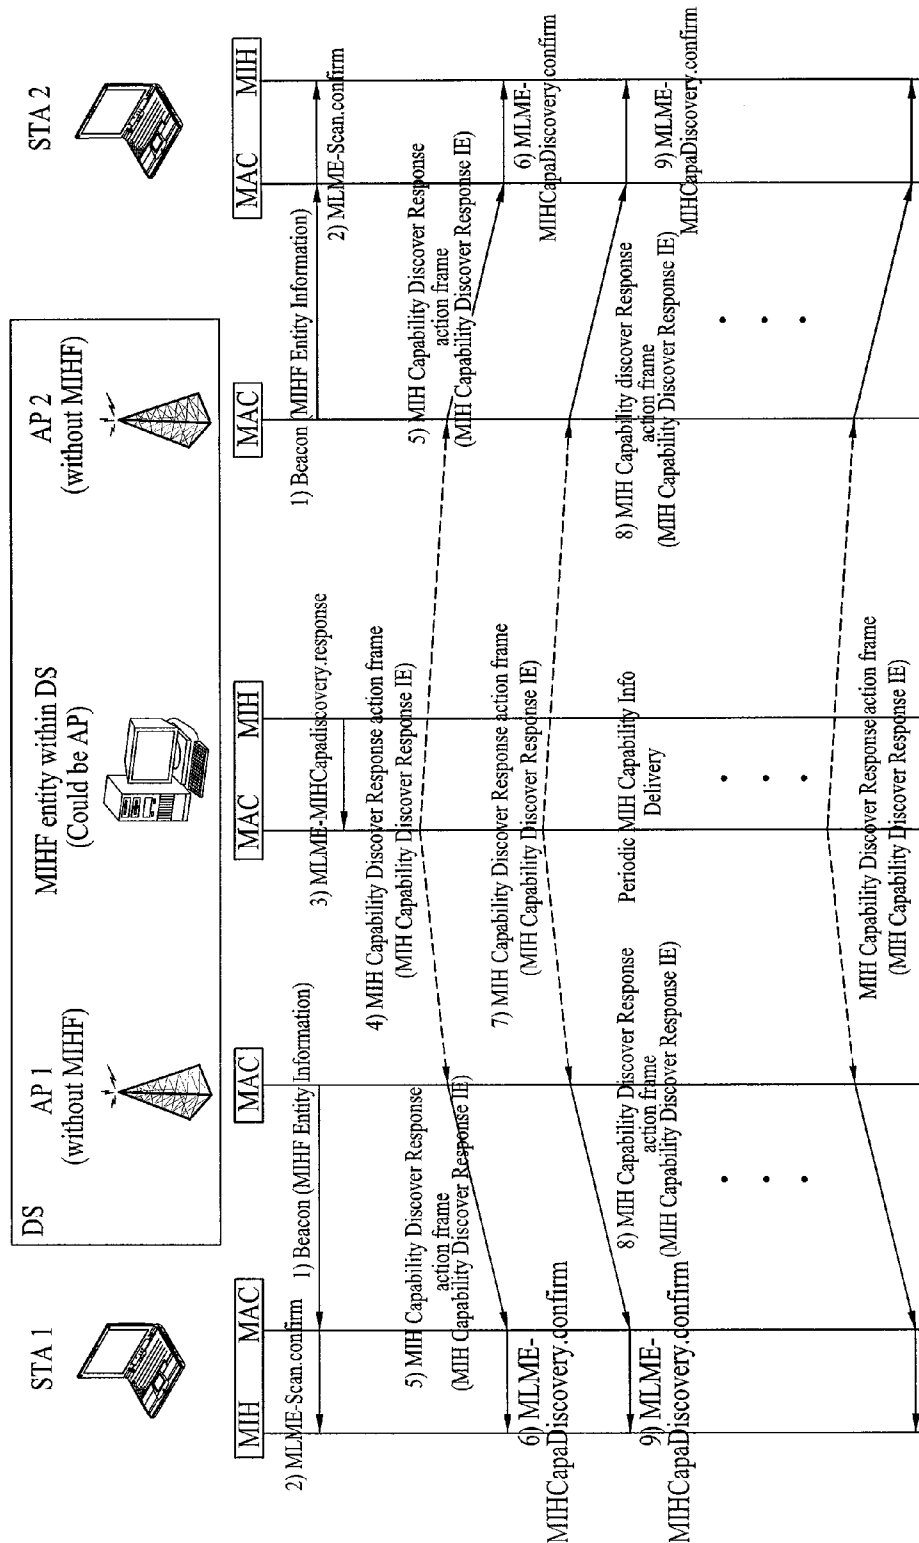 STA 1
DS
AP 1
(without MIHF)
MIHF entity within DS
(Could be AP)
AP 2
(without MIHF)
STA 2
MIH
MAC
MAC
MAC
MIH
MAC
MAC
MIH
1) Beacon (MIHF Entity Information)
2) MLME-Scan.confirm
1) Beacon (MIHF Entity Information)
2) MLME-Scan.confirm
3) MLME-MIHCapadiscovery.response
4) MIH Capability Discover Response action frame
(MIH Capability Discover Response IE)
5) MIH Capability Discover Response
action frame
(MIH Capability Discover Response IE)
5) MIH Capability Discover Response
action frame
(MIH Capability Discover Response IE)
6) MLME-
MIHCapaDiscovery.confirm
6) MLME-
MIHCapaDiscovery.confirm
7) MIH Capability Discover Response action frame
(MIH Capability Discover Response IE)
8) MIH Capability Discover Response
action frame
(MIH Capability Discover Response IE)
Periodic MIH Capability Info
Delivery
8) MIH Capability discover Response
action frame
(MIH Capability Discover Response IE)
9) MLME-
MIHCapaDiscovery.confirm
9) MLME-
MIHCapaDiscovery.confirm
MIH Capability Discover Response action frame
(MIH Capability Discover Response IE)